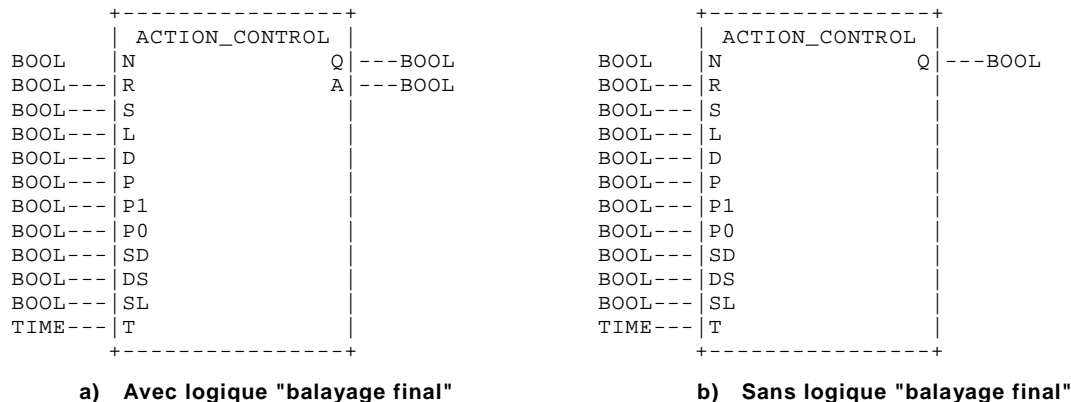 +----------------+ +---------------+
| ACTION_CONTROL | | ACTION_CONTROL |
BOOL |N Q|---BOOL BOOL |N Q|---BOOL
BOOL---|R A|---BOOL BOOL---|R |
BOOL---|S | BOOL---|S |
BOOL---|L | BOOL---|L |
BOOL---|D | BOOL---|D |
BOOL---|P | BOOL---|P |
BOOL---|P1 | BOOL---|P1 |
BOOL---|P0 | BOOL---|P0 |
BOOL---|SD | BOOL---|SD |
BOOL---|DS | BOOL---|DS |
BOOL---|SL | BOOL---|SL |
TIME---|T | TIME---|T |
+----------------+ +----------------+
a) Avec logique "balayage final" b) Sans logique "balayage final"